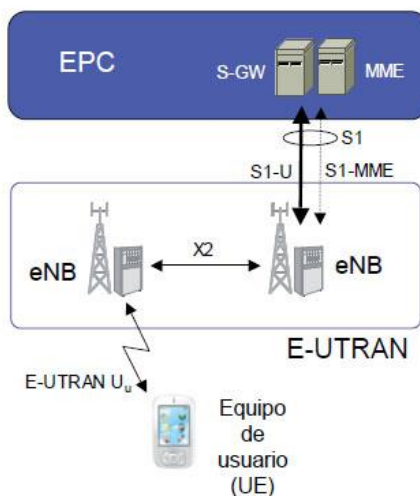 EPC
S-GW
MME
S1
S1-U
S1-MME
X2
eNB
eNB
E-UTRAN
E-UTRAN Uu
Equipo
de
usuario
(UE)